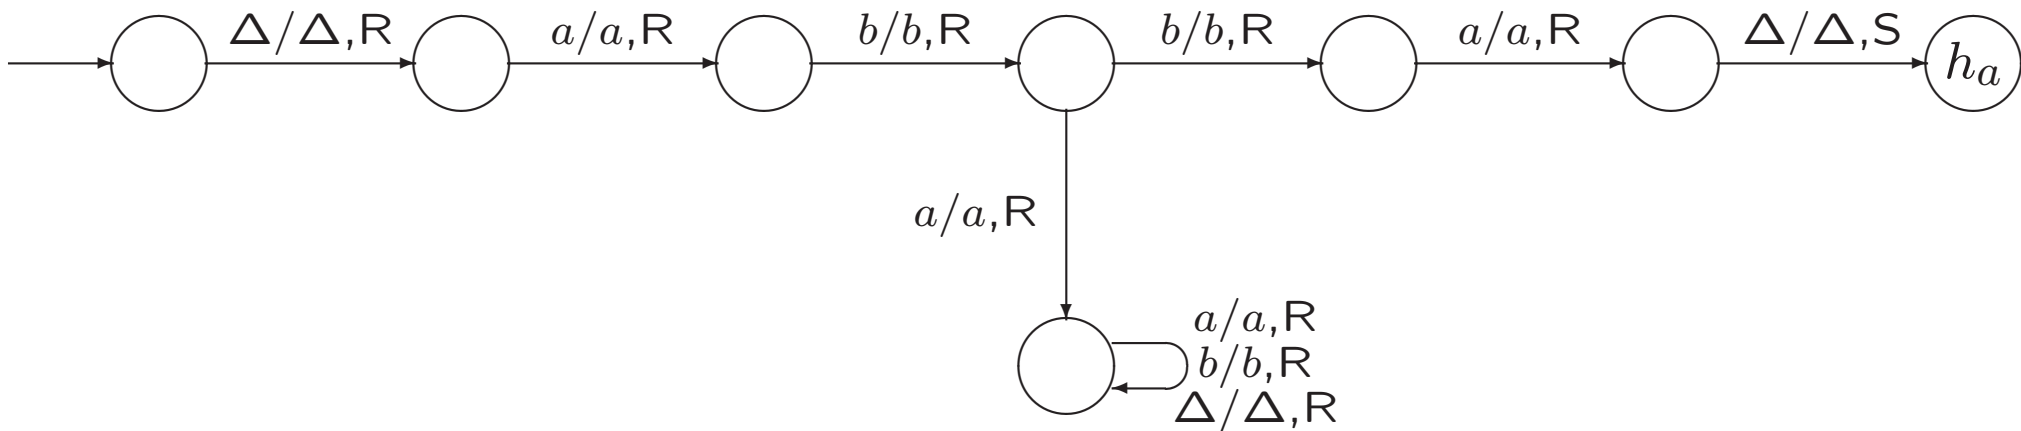 Δ/Δ,R a/a,R b/b,R b/b,R a/a,R Δ/Δ,S
h_a
a/a,R
a/a,R
b/b,R
Δ/Δ,R